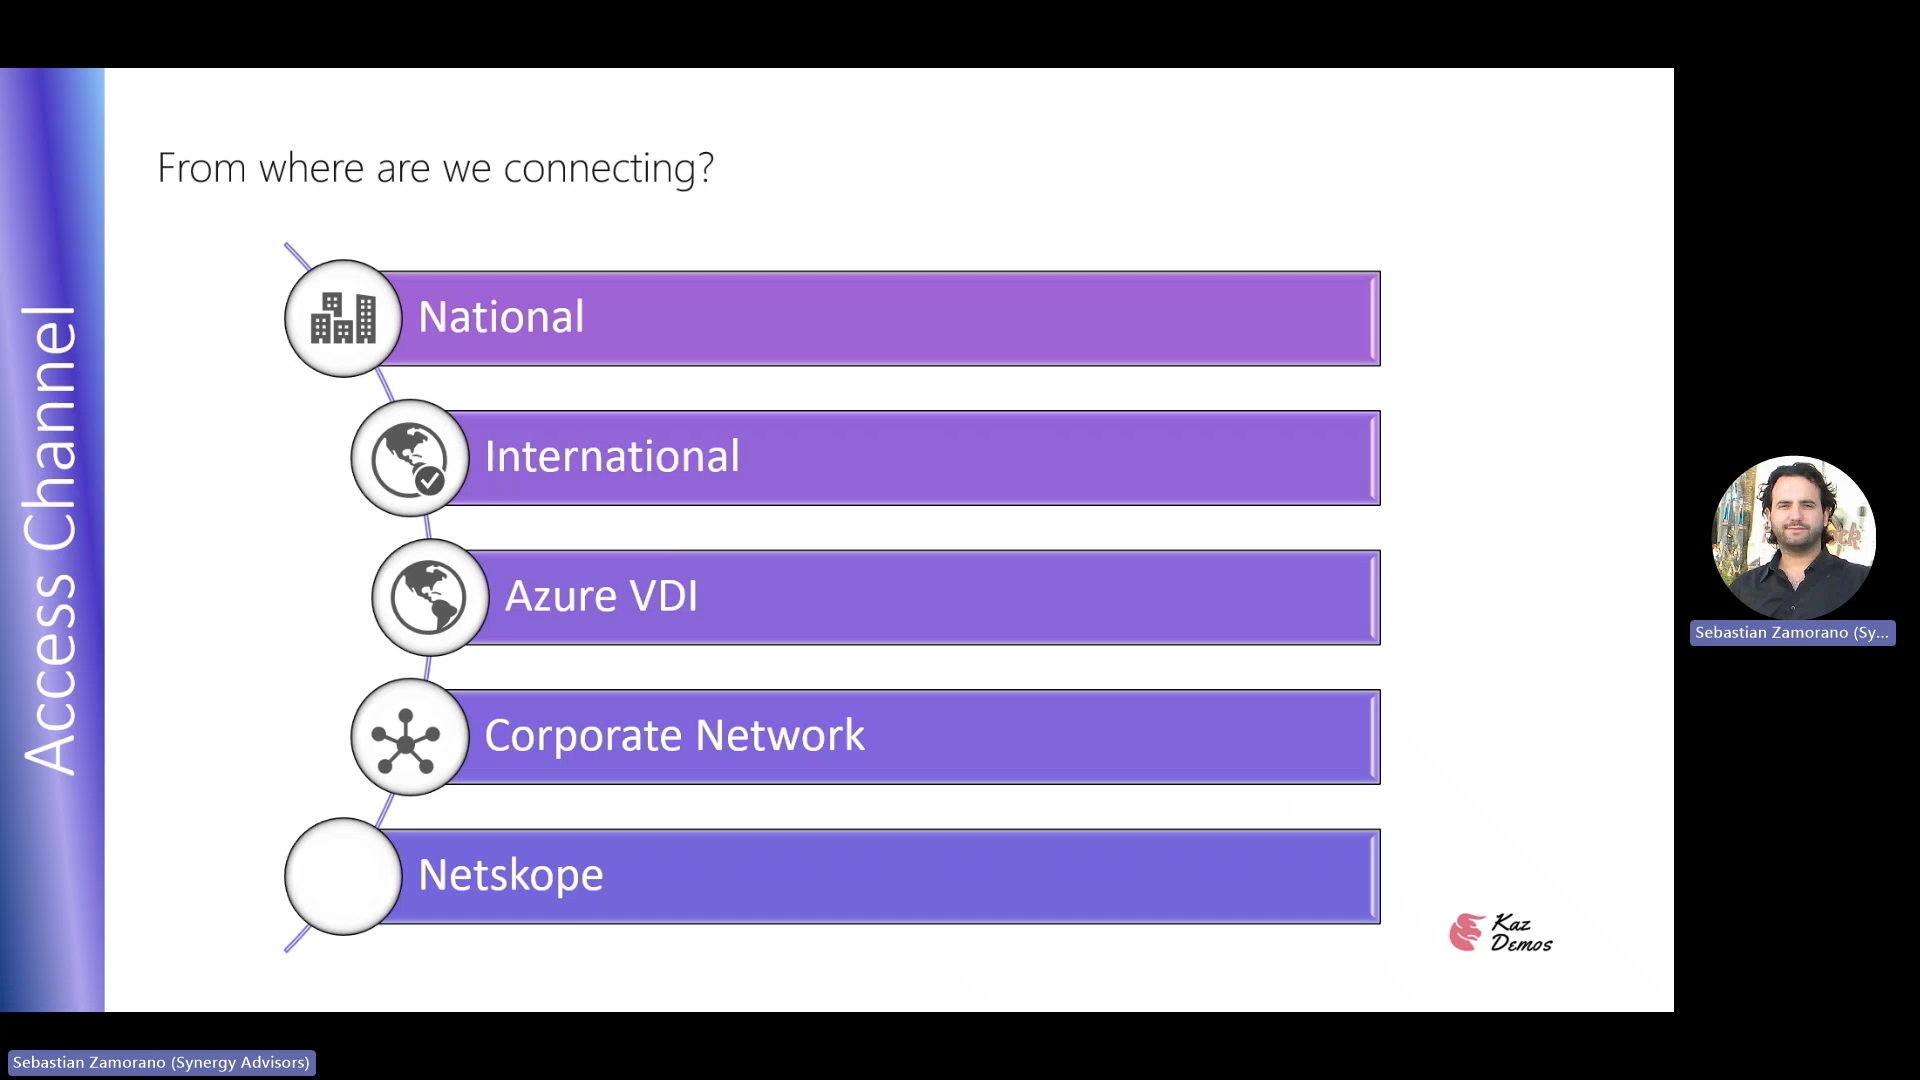 Access Channel
From where are we connecting?
National
International
Azure VDI
Corporate Network
Netskope
Kaz
Demos
Sebastian Zamorano (Sy...
Sebastian Zamorano (Synergy Advisors)